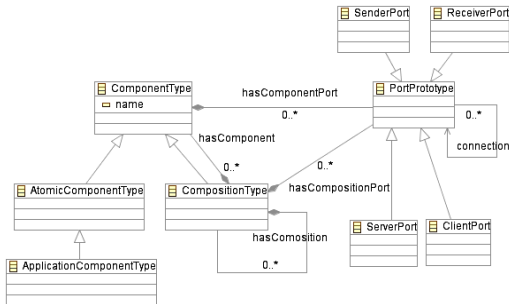 SenderPort
ReceiverPort
ComponentType
name
hasComponentPort
0..*
PortPrototype
0..*
connection
hasComponent
0..*
0..*
hasCompositionPort
AtomicComponentType
CompositionType
hasComosition
0..*
ServerPort
ClientPort
ApplicationComponentType